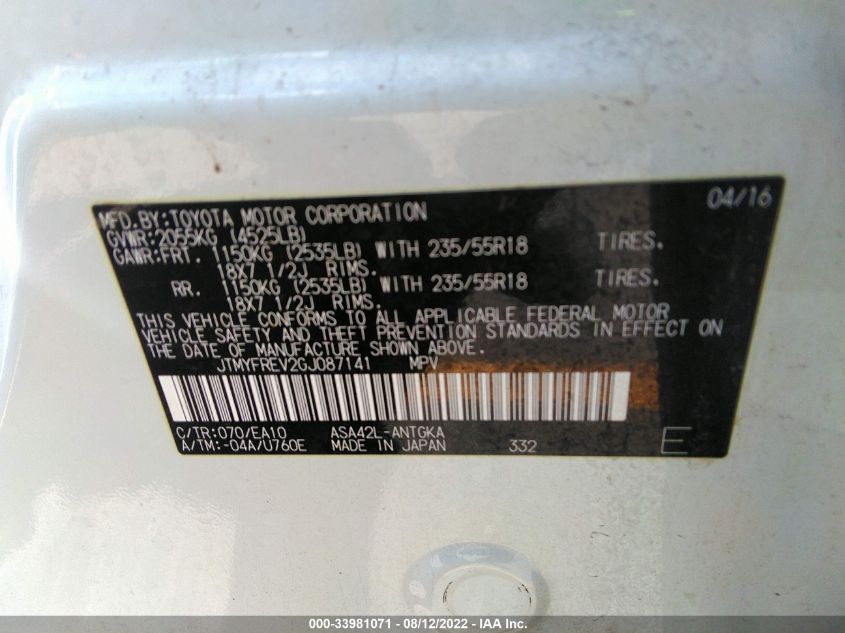 04/16
MFD.BY:TOYOTA MOTOR CORPORATION
GVWR:2055KG (4525LB)
GAWR:FRT. 1150KG (2535LB) WITH 235/55R18 TIRES.
18X7 1/2J RIMS.
RR. 1150KG (2535LB) WITH 235/55R18 TIRES.
18X7 1/2J RIMS.
THIS VEHICLE CONFORMS TO ALL APPLICABLE FEDERAL MOTOR
VEHICLE SAFETY AND THEFT PREVENTION STANDARDS IN EFFECT ON
THE DATE OF MANUFACTURE SHOWN ABOVE.
JTMYFREV2GJ087141 MPV
C/TR:070/EA10 ASA42L-ANTGKA
A/TM:-04A/U760E MADE IN JAPAN 332 E
000-33981071 - 08/12/2022 - IAA Inc.